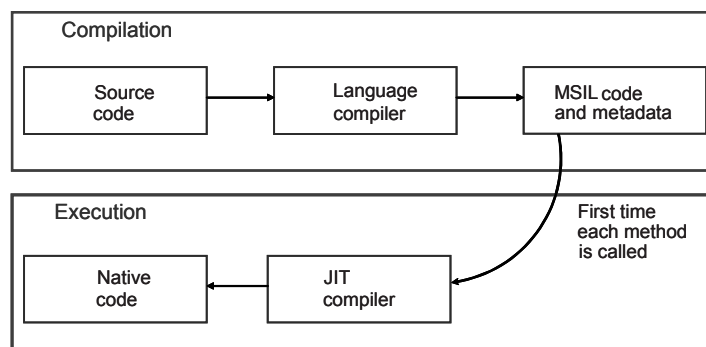 Compilation
Source
code
Language
compiler
MSIL code
and metadata
Execution
First time
each method
is called
Native
code
JIT
compiler